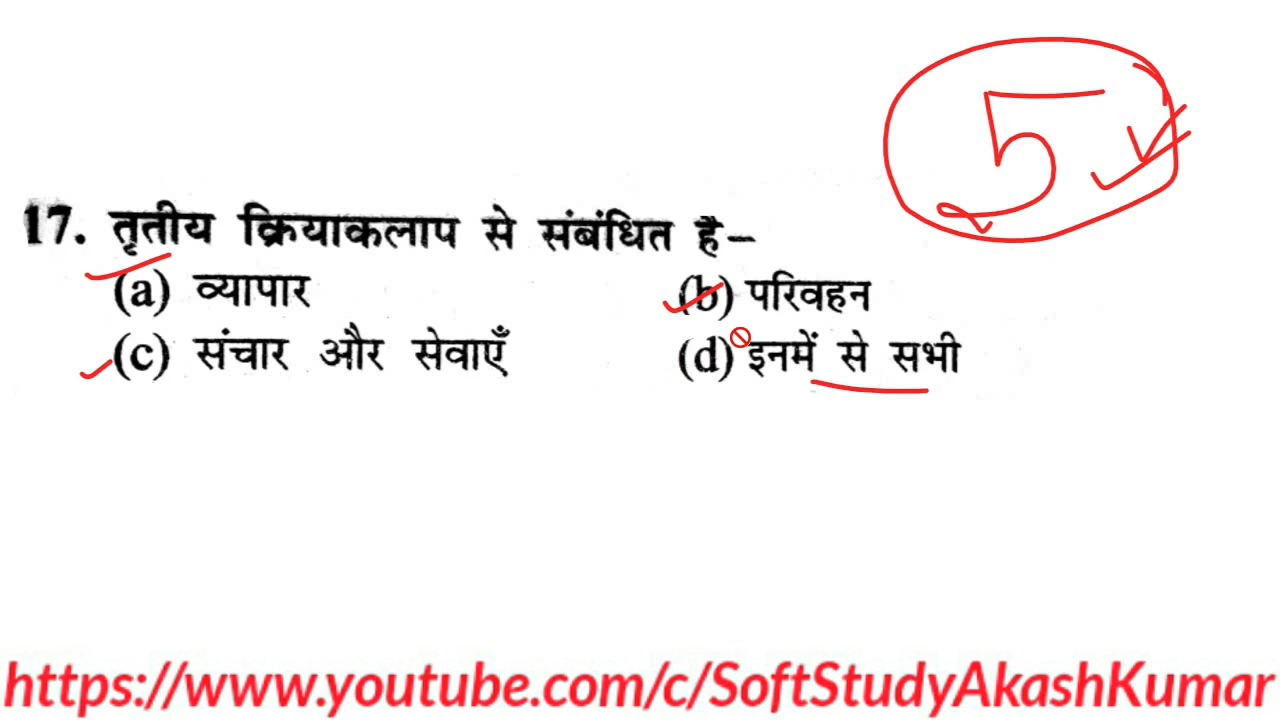 5
17. तृतीय क्रियाकलाप से संबंधित है–
(a) व्यापार (b) परिवहन
(c) संचार और सेवाएँ (d) इनमें से सभी
https://www.youtube.com/c/SoftStudyAkashKumar